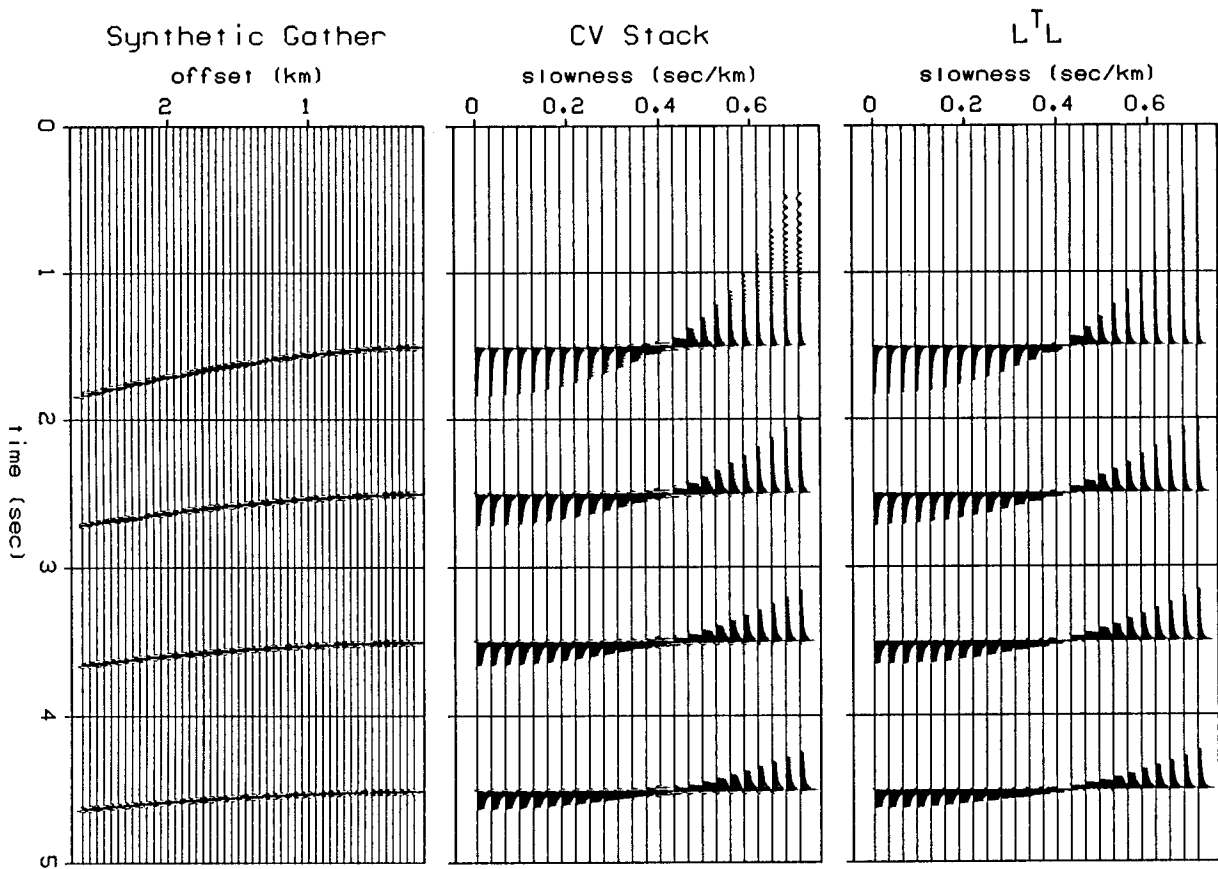 Synthetic Gather
offset (km)
2 1
CV Stack
slowness (sec/km)
0 0.2 0.4 0.6
LᵀL
slowness (sec/km)
0 0.2 0.4 0.6
time (sec)
0
1
2
3
4
5